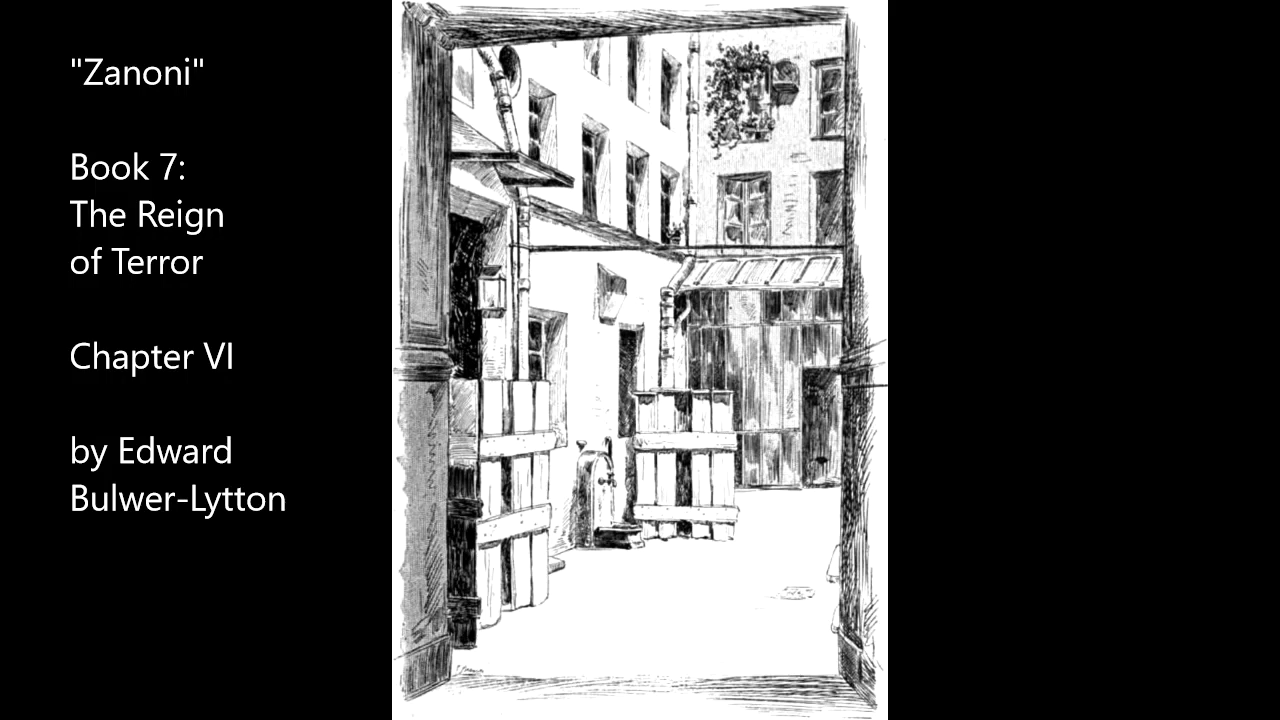 "Zanoni"
Book 7:
The Reign
of Terror
Chapter VI
by Edward
Bulwer-Lytton